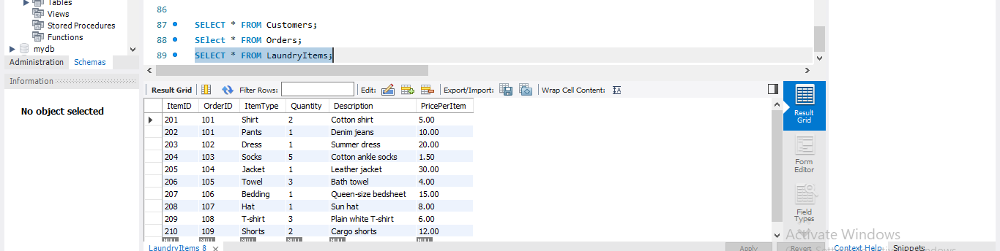 Tables
Views
Stored Procedures
Functions
mydb
Administration Schemas
Information
No object selected
86
87 SELECT * FROM Customers;
88 SElect * FROM Orders;
89 SELECT * FROM LaundryItems;
Result Grid Filter Rows: Edit: Export/Import: Wrap Cell Content:
ItemID OrderID ItemType Quantity Description PricePerItem
201 101 Shirt 2 Cotton shirt 5.00
202 101 Pants 1 Denim jeans 10.00
203 102 Dress 1 Summer dress 20.00
204 103 Socks 5 Cotton ankle socks 1.50
205 104 Jacket 1 Leather jacket 30.00
206 105 Towel 3 Bath towel 4.00
207 106 Bedding 1 Queen-size bedsheet 15.00
208 107 Hat 1 Sun hat 8.00
209 108 T-shirt 3 Plain white T-shirt 6.00
210 109 Shorts 2 Cargo shorts 12.00
NULL NULL NULL NULL NULL NULL
LaundryItems 8
Apply Revert
Result
Grid
Form
Editor
Field
Types
Activate Windows
Context Help Snippets